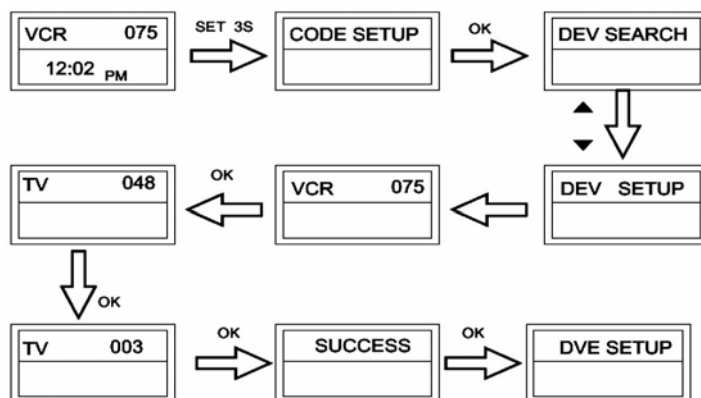 VCR 075
12:02 PM
SET 3S
CODE SETUP
OK
DEV SEARCH
DEV SETUP
VCR 075
OK
TV 048
OK
TV 003
OK
SUCCESS
OK
DVE SETUP